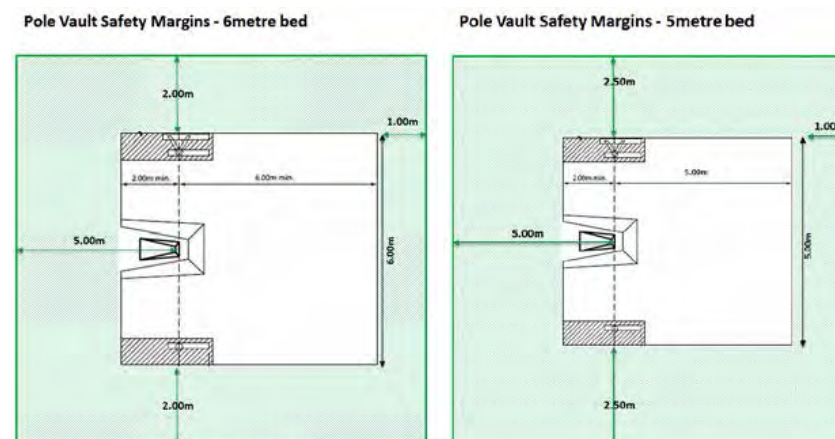 Pole Vault Safety Margins - 6metre bed
2.00m
1.00m
2.00m min.
6.00m min.
5.00m
6.00m
2.00m
Pole Vault Safety Margins - 5metre bed
2.50m
1.00
2.00m min.
5.00m
5.00m
5.00m
2.50m